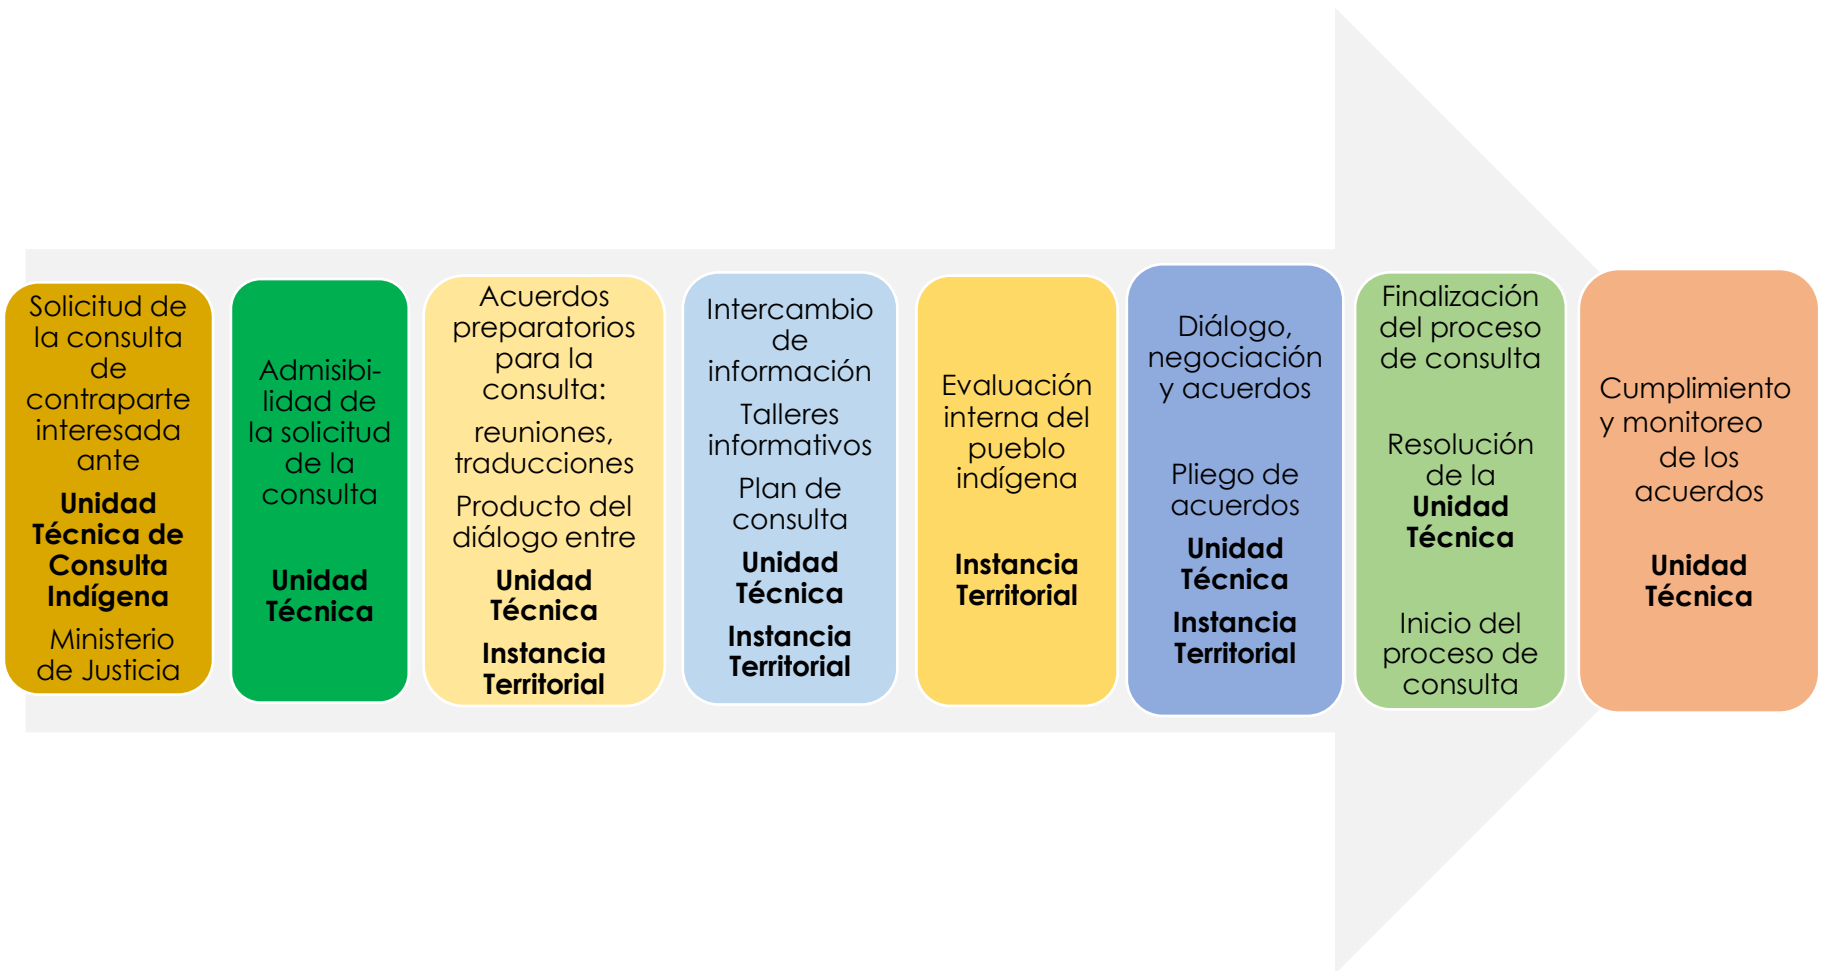 Solicitud de
la consulta
de
contraparte
interesada
ante
Unidad
Técnica de
Consulta
Indígena
Ministerio
de Justicia
Admisibi-
lidad de
la solicitud
de la
consulta
Unidad
Técnica
Acuerdos
preparatorios
para la
consulta:
reuniones,
traducciones
Producto del
diálogo entre
Unidad
Técnica
Instancia
Territorial
Intercambio
de
información
Talleres
informativos
Plan de
consulta
Unidad
Técnica
Instancia
Territorial
Evaluación
interna del
pueblo
indígena
Instancia
Territorial
Diálogo,
negociación
y acuerdos
Pliego de
acuerdos
Unidad
Técnica
Instancia
Territorial
Finalización
del proceso
de consulta
Resolución
de la
Unidad
Técnica
Inicio del
proceso de
consulta
Cumplimiento
y monitoreo
de los
acuerdos
Unidad
Técnica